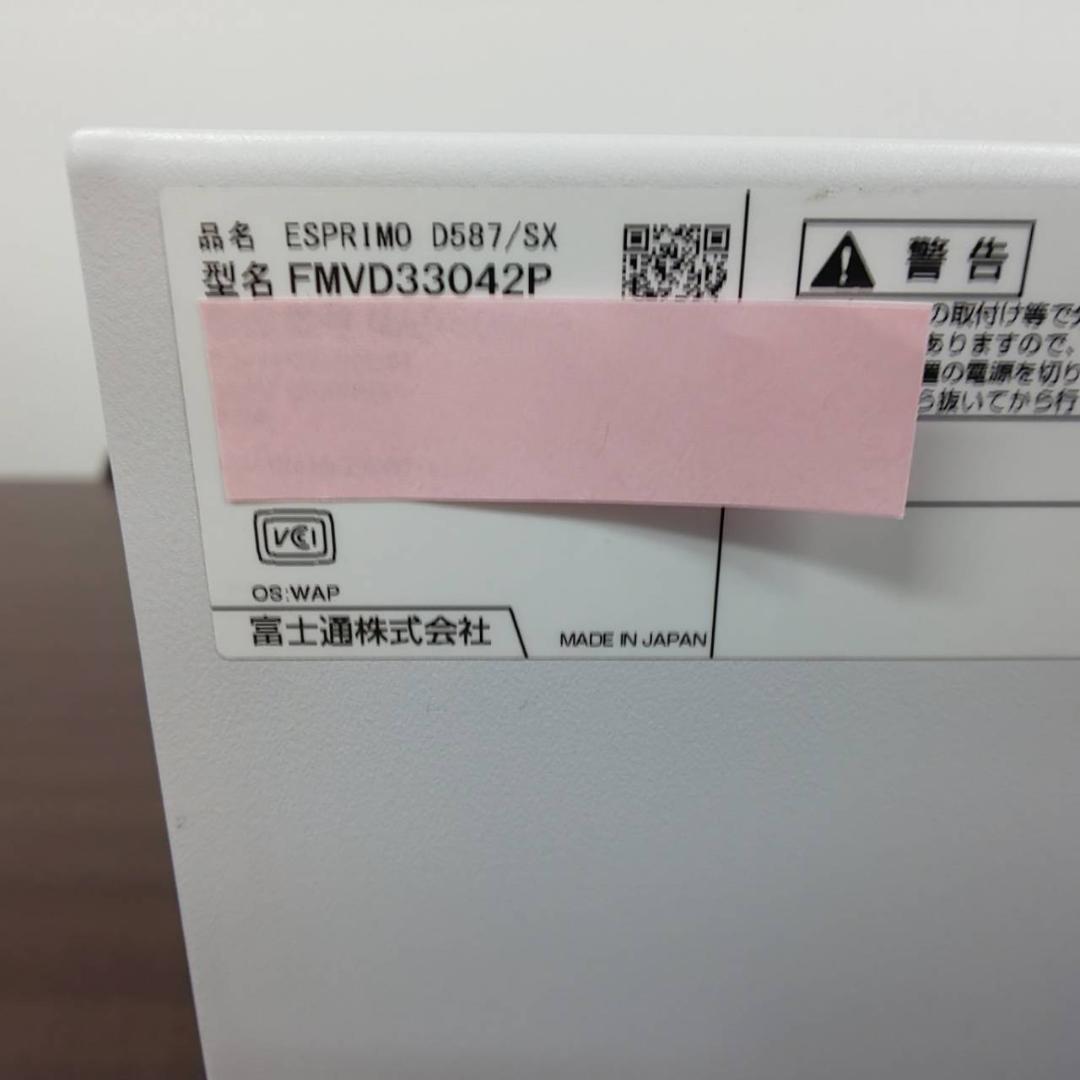 品名 ESPRIMO D587/SX
型名 FMVD33042P
VCI
OS:WAP
富士通株式会社
MADE IN JAPAN
警告
の取付け等で
ありますので、
置の電源を切り
ら抜いてから行